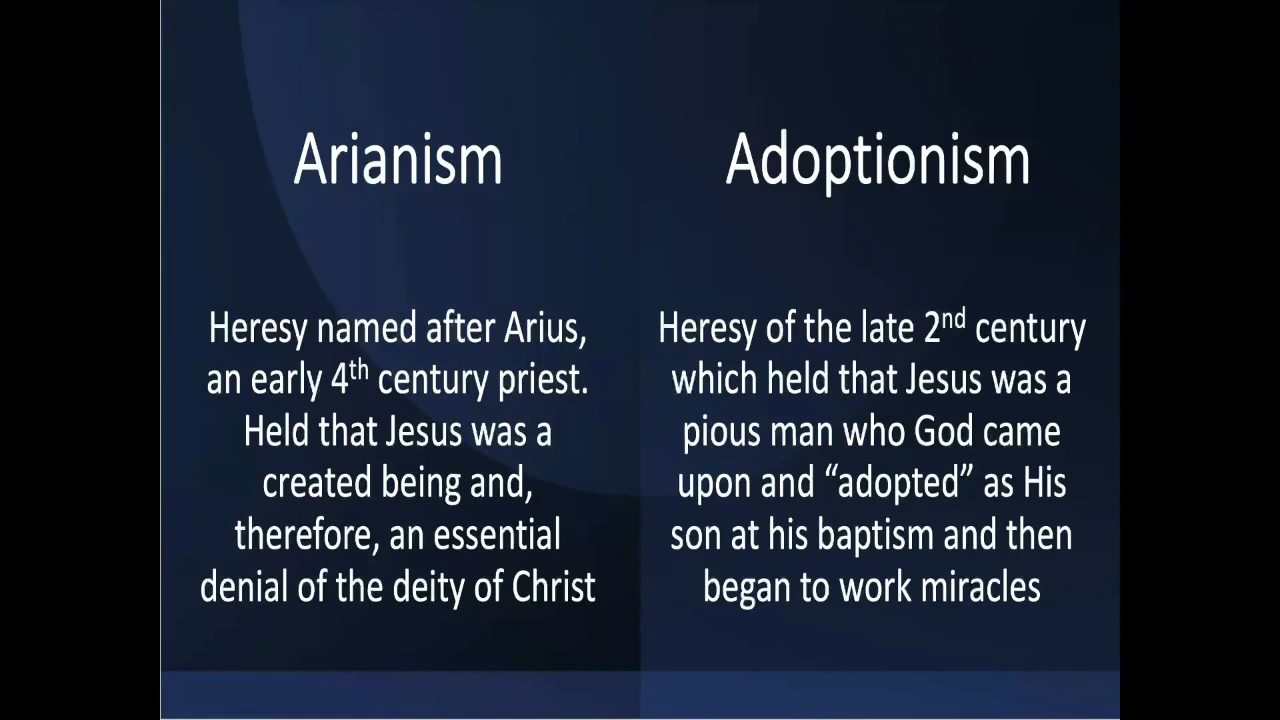 Arianism
Heresy named after Arius,
an early 4th century priest.
Held that Jesus was a
created being and,
therefore, an essential
denial of the deity of Christ
Adoptionism
Heresy of the late 2nd century
which held that Jesus was a
pious man who God came
upon and “adopted” as His
son at his baptism and then
began to work miracles